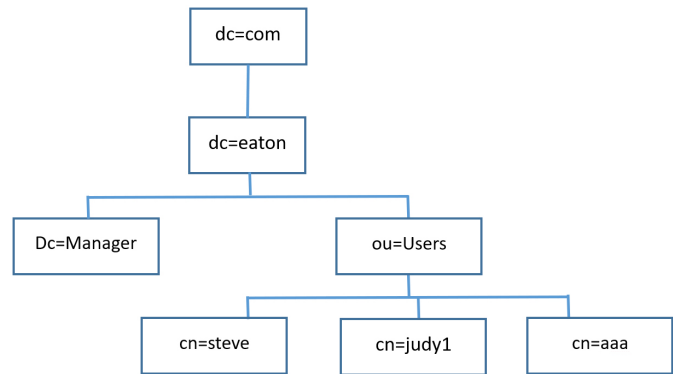 dc=com
dc=eaton
Dc=Manager
ou=Users
cn=steve
cn=judy1
cn=aaa